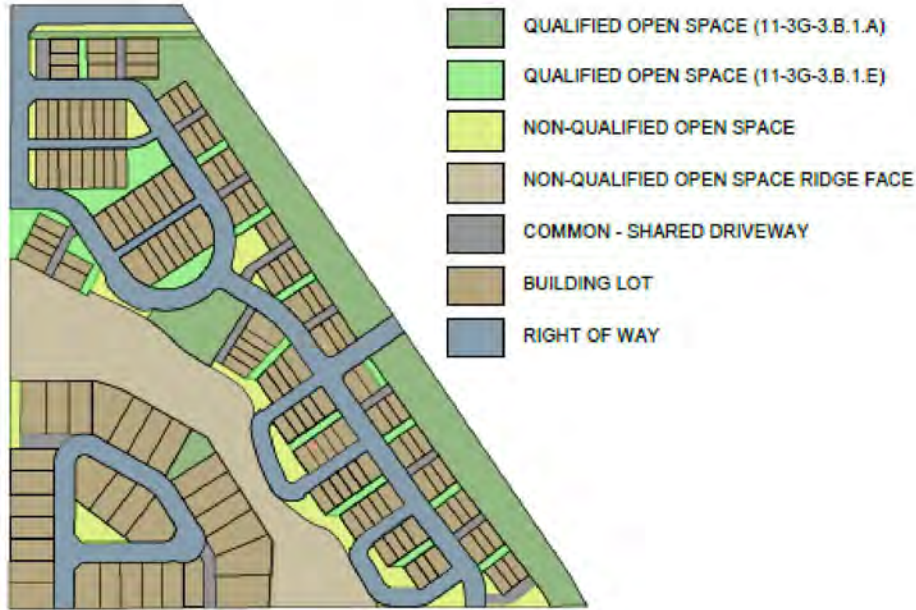 QUALIFIED OPEN SPACE (11-3G-3.B.1.A)
QUALIFIED OPEN SPACE (11-3G-3.B.1.E)
NON-QUALIFIED OPEN SPACE
NON-QUALIFIED OPEN SPACE RIDGE FACE
COMMON - SHARED DRIVEWAY
BUILDING LOT
RIGHT OF WAY